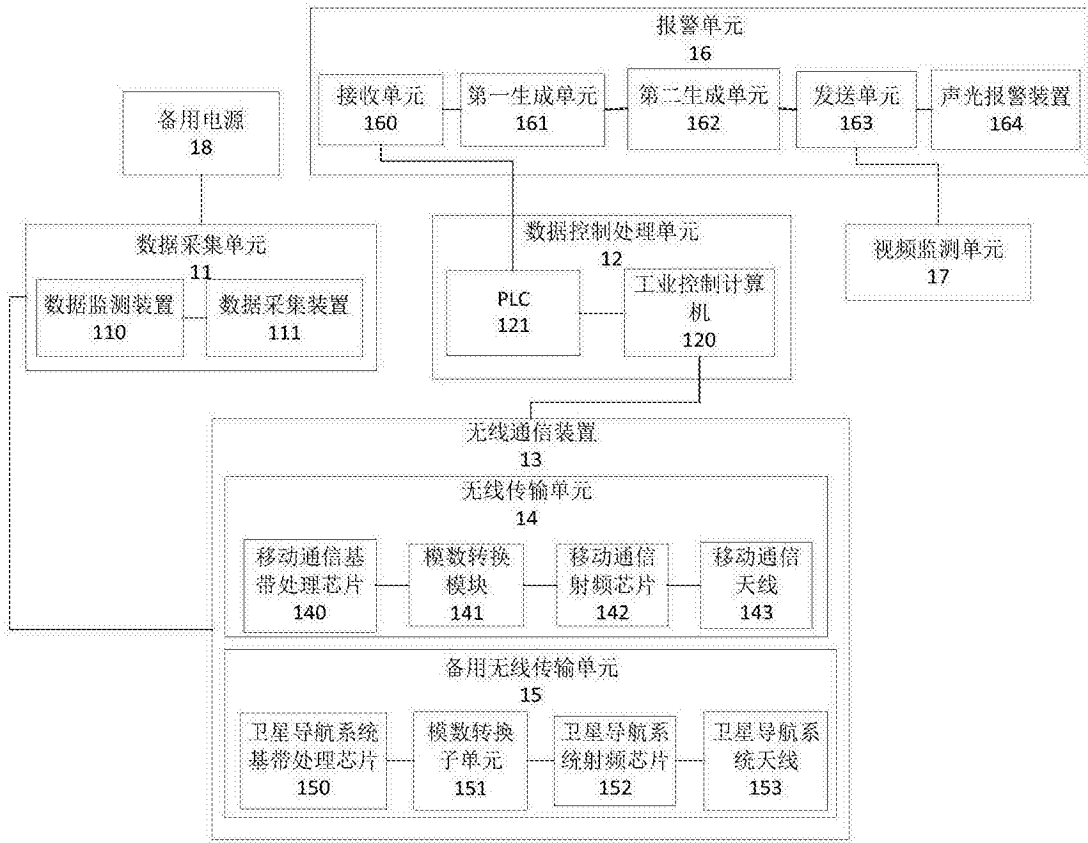 报警单元
16
接收单元
160
第一生成单元
161
第二生成单元
162
发送单元
163
声光报警装置
164
备用电源
18
数据采集单元
11
数据监测装置
110
数据采集装置
111
数据控制处理单元
12
PLC
121
工业控制计算
机
120
视频监测单元
17
无线通信装置
13
无线传输单元
14
移动通信基
带处理芯片
140
模数转换
模块
141
移动通信
射频芯片
142
移动通信
天线
143
备用无线传输单元
15
卫星导航系统
基带处理芯片
150
模数转换
子单元
151
卫星导航系
统射频芯片
152
卫星导航系
统天线
153